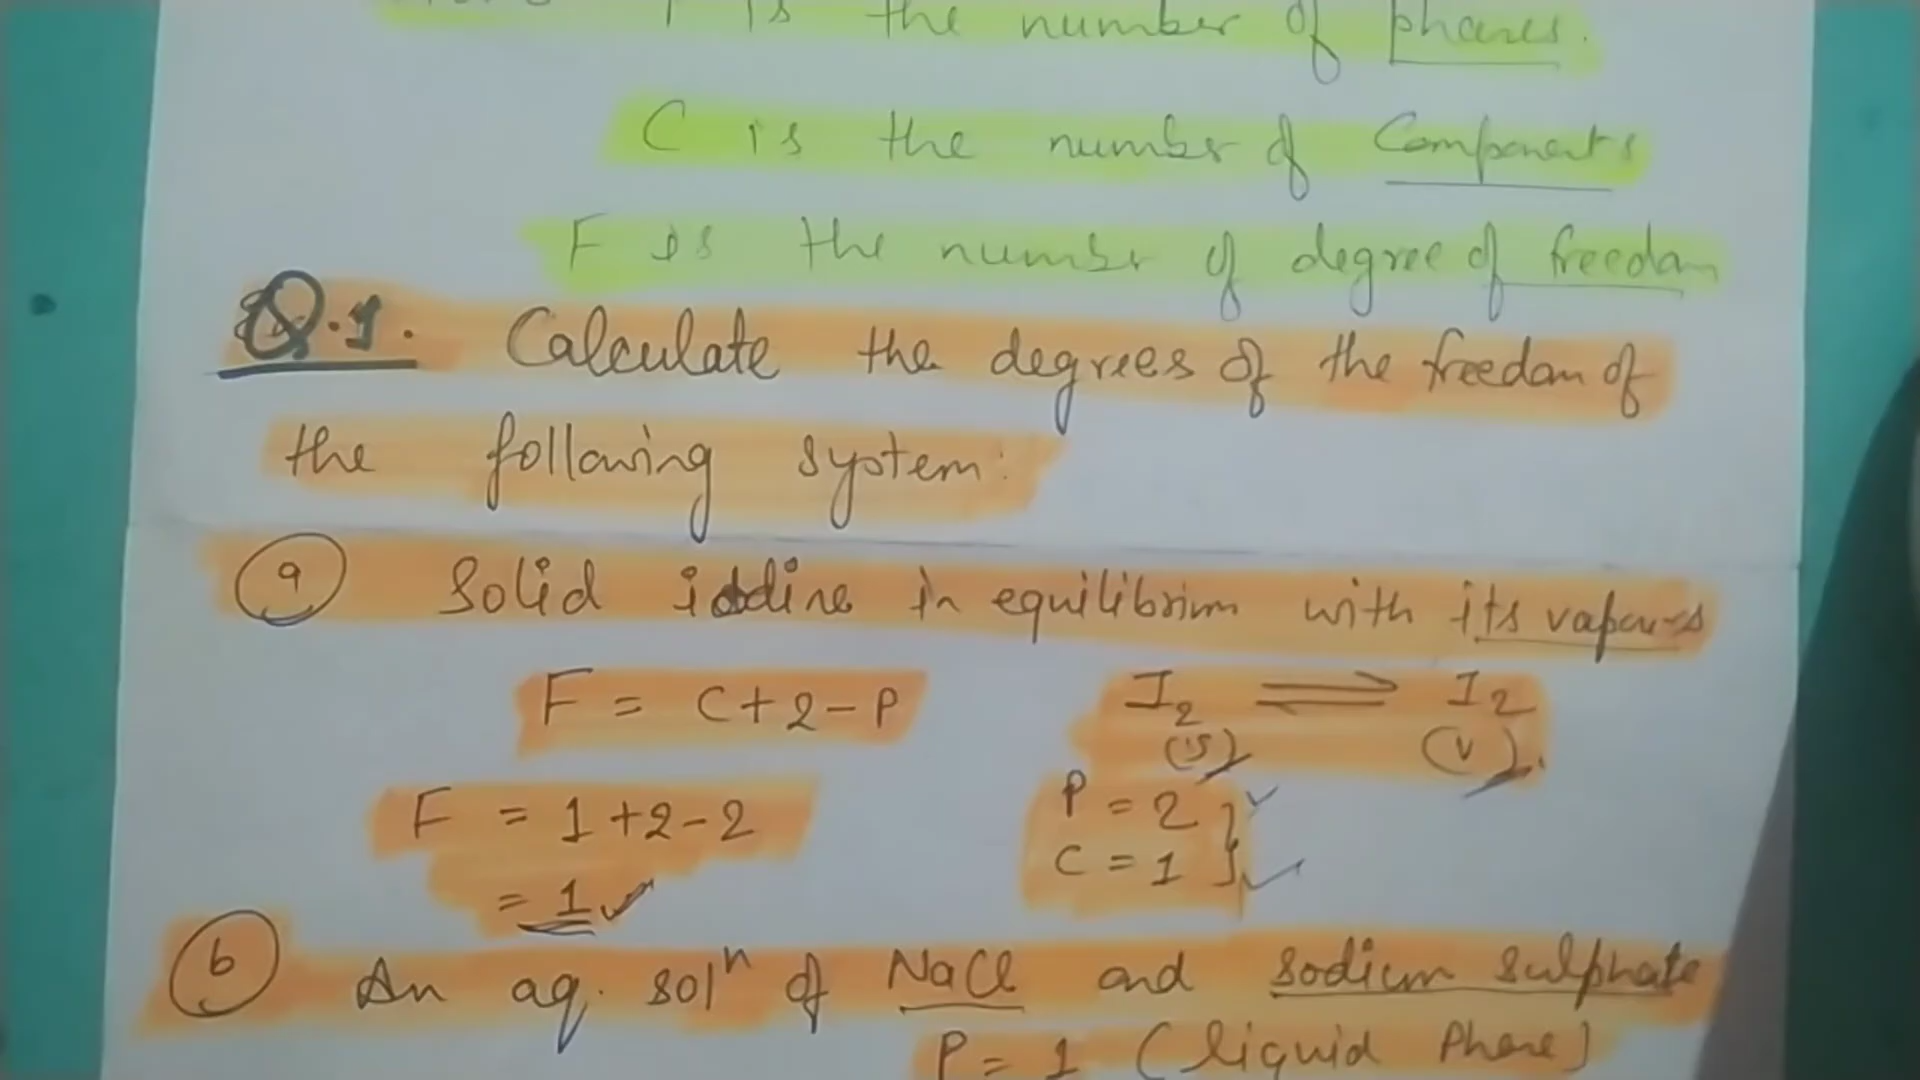 P is the number of phases.
C is the number of Components
F is the number of degree of freedom
Q.1. Calculate the degrees of the freedom of
the following system:
(a) Solid iodine in equilibrium with its vapours
F = C+2-P I₂ ⇌ I₂
(s) (v).
F = 1+2-2 P = 2
= 1 ✓ C = 1
(b) An aq. solⁿ of NaCl and sodium sulphate
P = 1 (liquid Phase)